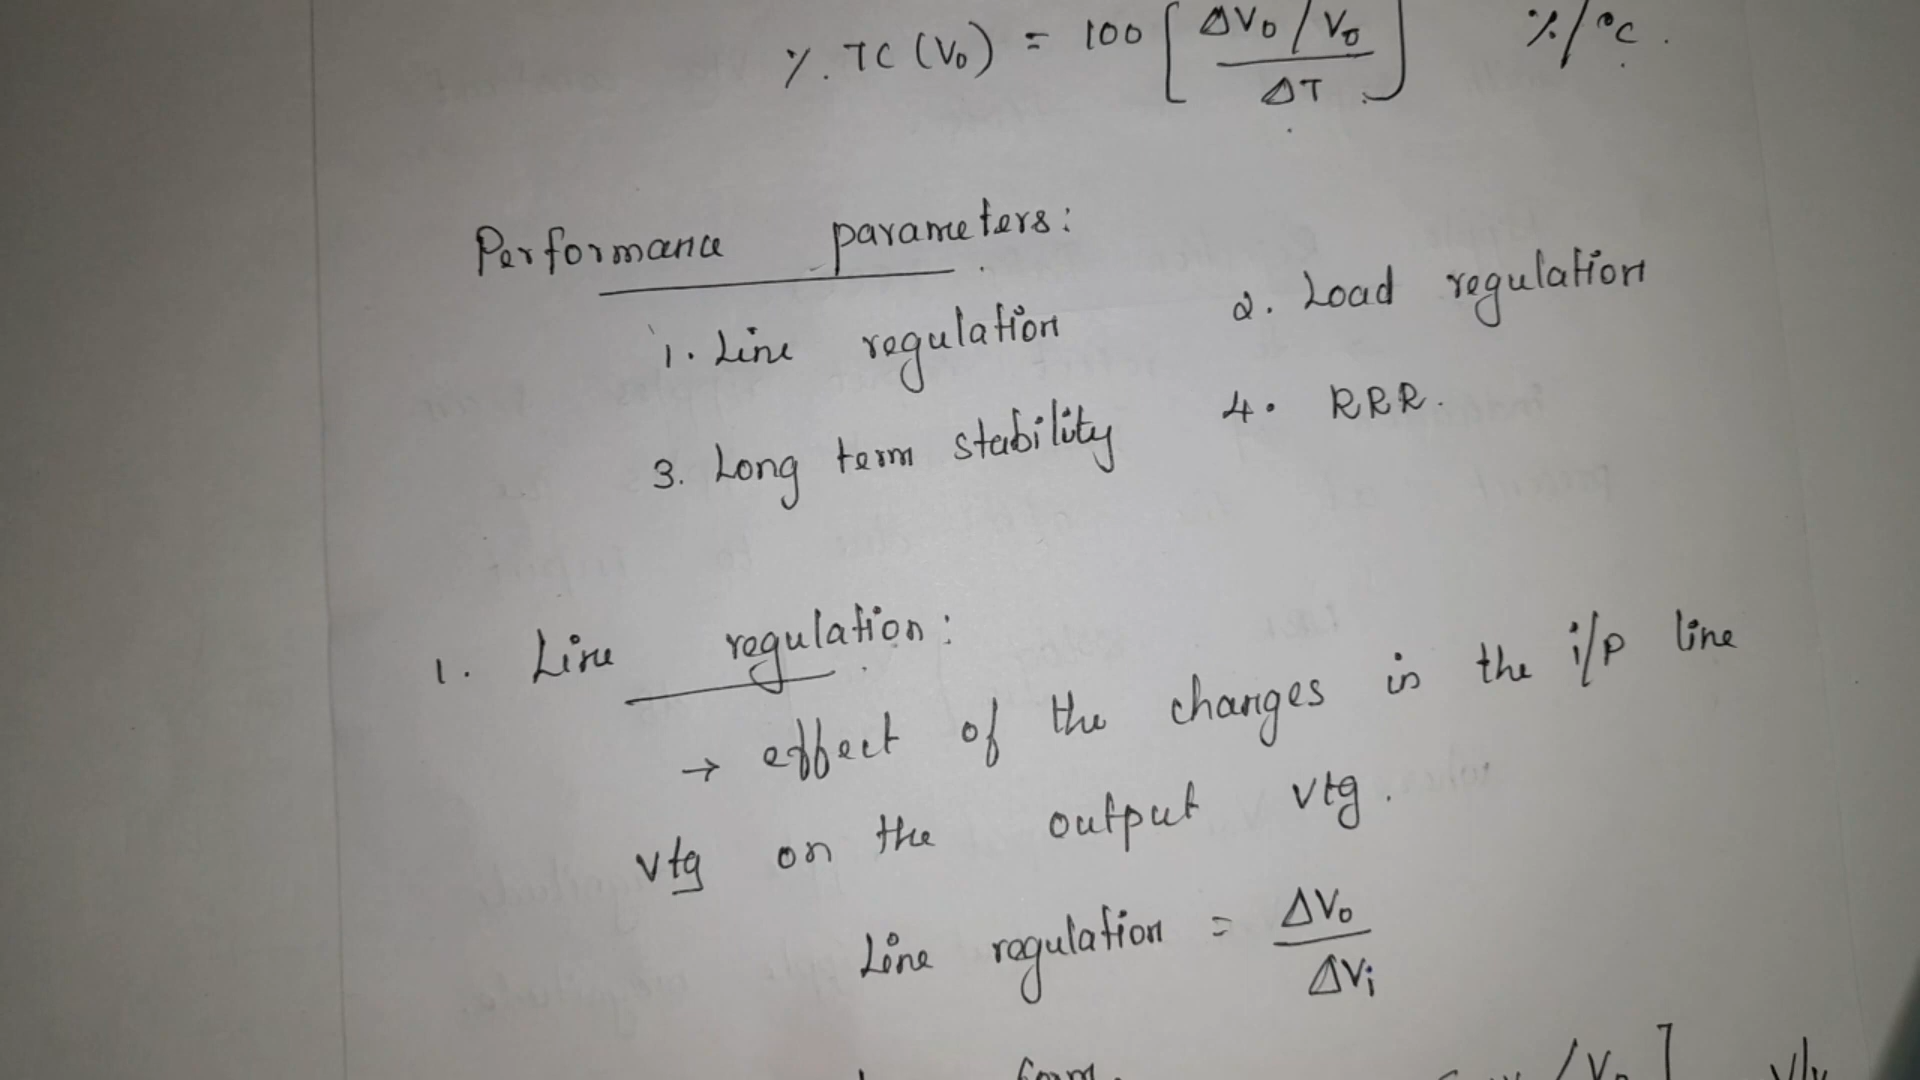 % TC (V₀) = 100 [ ΔV₀ / V₀ / ΔT ] %/°C.
Performance parameters:
1. Line regulation 2. Load regulation
3. Long term stability 4. RRR.
1. Line regulation:
→ effect of the changes in the i/p line
vtg on the output vtg.
Line regulation = ΔV₀ / ΔVi
form